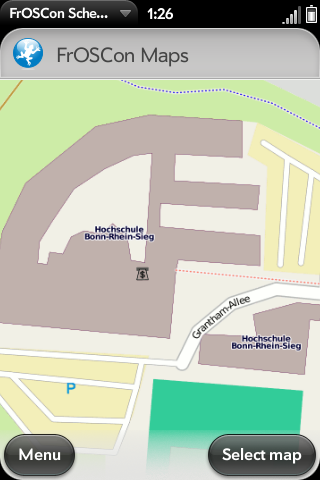 FrOSCon Sche...
1:26
FrOSCon Maps
Hochschule
Bonn-Rhein-Sieg
$
Grantham-Allee
Hochschule
Bonn-Rhein-Sieg
P
Menu
Select map